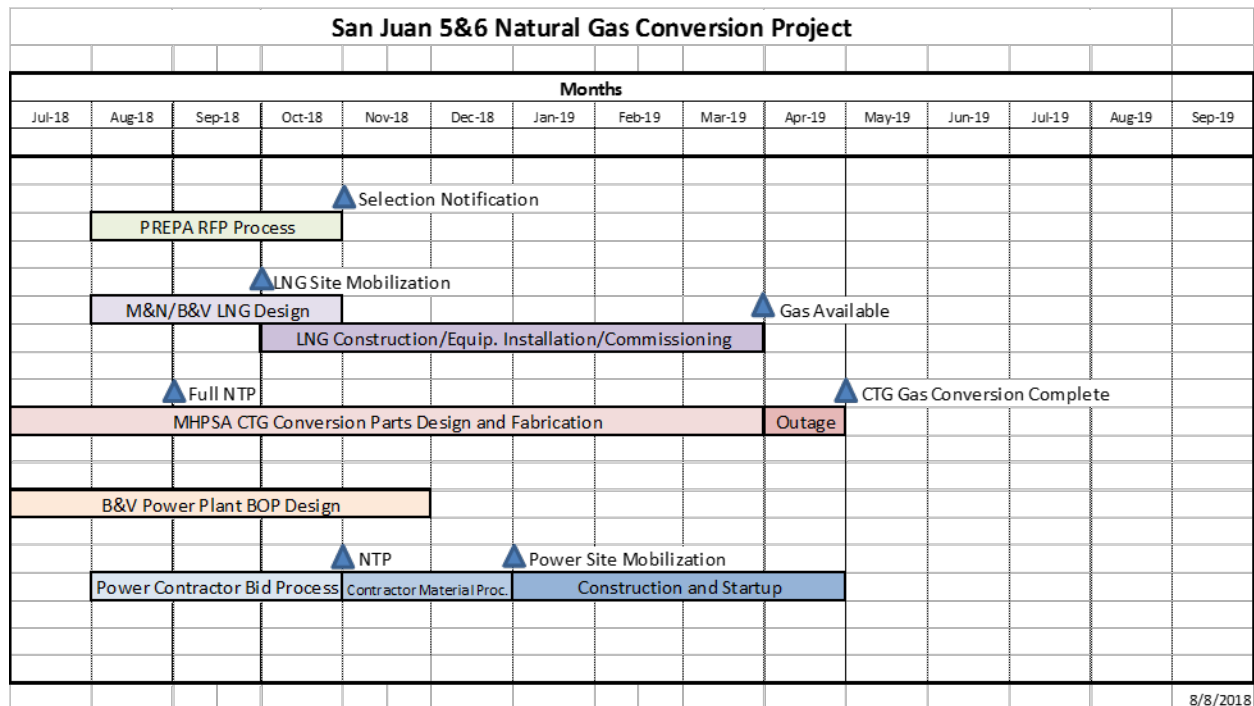 San Juan 5&6 Natural Gas Conversion Project
Months
Jul-18 Aug-18 Sep-18 Oct-18 Nov-18 Dec-18 Jan-19 Feb-19 Mar-19 Apr-19 May-19 Jun-19 Jul-19 Aug-19 Sep-19
Selection Notification
PREPA RFP Process
LNG Site Mobilization
M&N/B&V LNG Design
Gas Available
LNG Construction/Equip. Installation/Commissioning
Full NTP
CTG Gas Conversion Complete
MHPSA CTG Conversion Parts Design and Fabrication
Outage
B&V Power Plant BOP Design
NTP
Power Site Mobilization
Power Contractor Bid Process
Contractor Material Proc.
Construction and Startup
8/8/2018